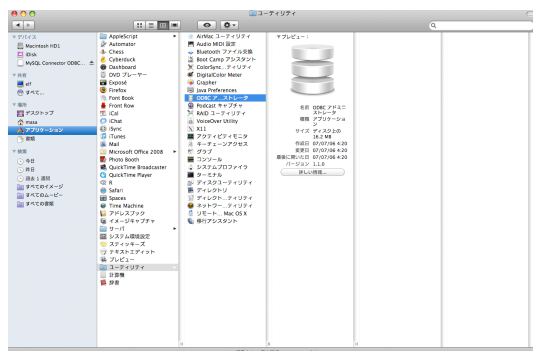 ユーティリティ
デバイス
Macintosh HD1
iDisk
MySQL Connector ODBC...
共有
elf
すべて...
場所
デスクトップ
masa
アプリケーション
書類
検索
今日
昨日
過去 1 週間
すべてのイメージ
すべてのムービー
すべての書類
AppleScript
Automator
Chess
Cyberduck
Dashboard
DVD プレーヤー
Exposé
Firefox
Font Book
Front Row
iCal
iChat
iSync
iTunes
Mail
Microsoft Office 2008
Photo Booth
QuickTime Broadcaster
QuickTime Player
R
Safari
Spaces
Time Machine
アドレスブック
イメージキャプチャ
サーバ
システム環境設定
スティッキーズ
テキストエディット
プレビュー
ユーティリティ
計算機
辞書
AirMac ユーティリティ
Audio MIDI 設定
Bluetooth ファイル交換
Boot Camp アシスタント
ColorSync...ティリティ
DigitalColor Meter
Grapher
Java Preferences
ODBC ア...ストレータ
Podcast キャプチャ
RAID ユーティリティ
VoiceOver Utility
X11
アクティビティモニタ
キーチェーンアクセス
グラブ
コンソール
システムプロファイラ
ターミナル
ディスクユーティリティ
ディレクトリ
ディレクト...ティリティ
ネットワー...ティリティ
リモート... Mac OS X
移行アシスタント
プレビュー：
名前 ODBC アドミニ
ストレータ
種類 アプリケーショ
ン
サイズ ディスク上の
16.2 MB
作成日 07/07/06 4:20
変更日 07/07/06 4:20
最後に開いた日 07/07/06 4:20
バージョン 1.1.0
詳しい情報...